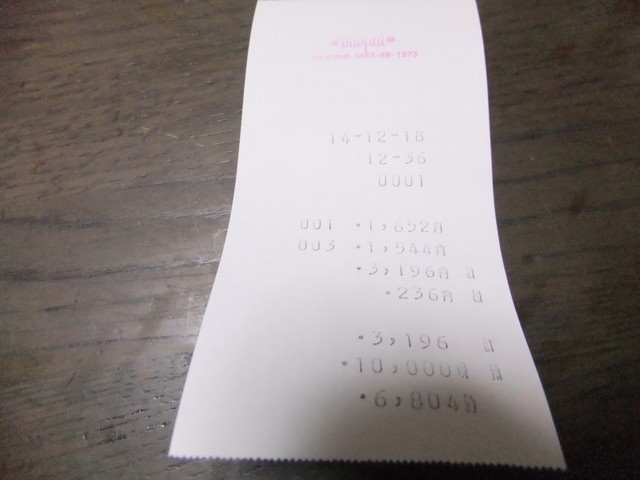 14-12-18
12-36
0001
001 ·1,652円
003 ·1,544円
·3,196円
·236円
·3,196
·10,000円
·6,804円